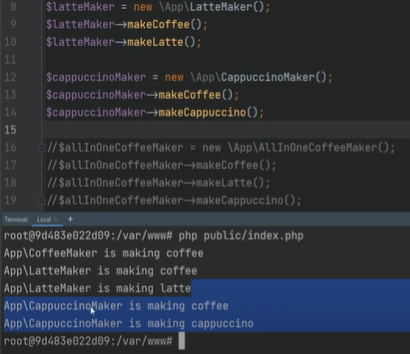 8 $latteMaker = new \App\LatteMaker();
9 $latteMaker→makeCoffee();
10 $latteMaker→makeLatte();
11
12 $cappuccinoMaker = new \App\CappuccinoMaker();
13 $cappuccinoMaker→makeCoffee();
14 $cappuccinoMaker→makeCappuccino();
15
16 //$allInOneCoffeeMaker = new \App\AllInOneCoffeeMaker();
17 //$allInOneCoffeeMaker→makeCoffee();
18 //$allInOneCoffeeMaker→makeLatte();
19 //$allInOneCoffeeMaker→makeCappuccino();
Terminal: Local × +
root@9d483e022d09:/var/www# php public/index.php
App\CoffeeMaker is making coffee
App\LatteMaker is making coffee
App\LatteMaker is making latte
App\CappuccinoMaker is making coffee
App\CappuccinoMaker is making cappuccino
root@9d483e022d09:/var/www#